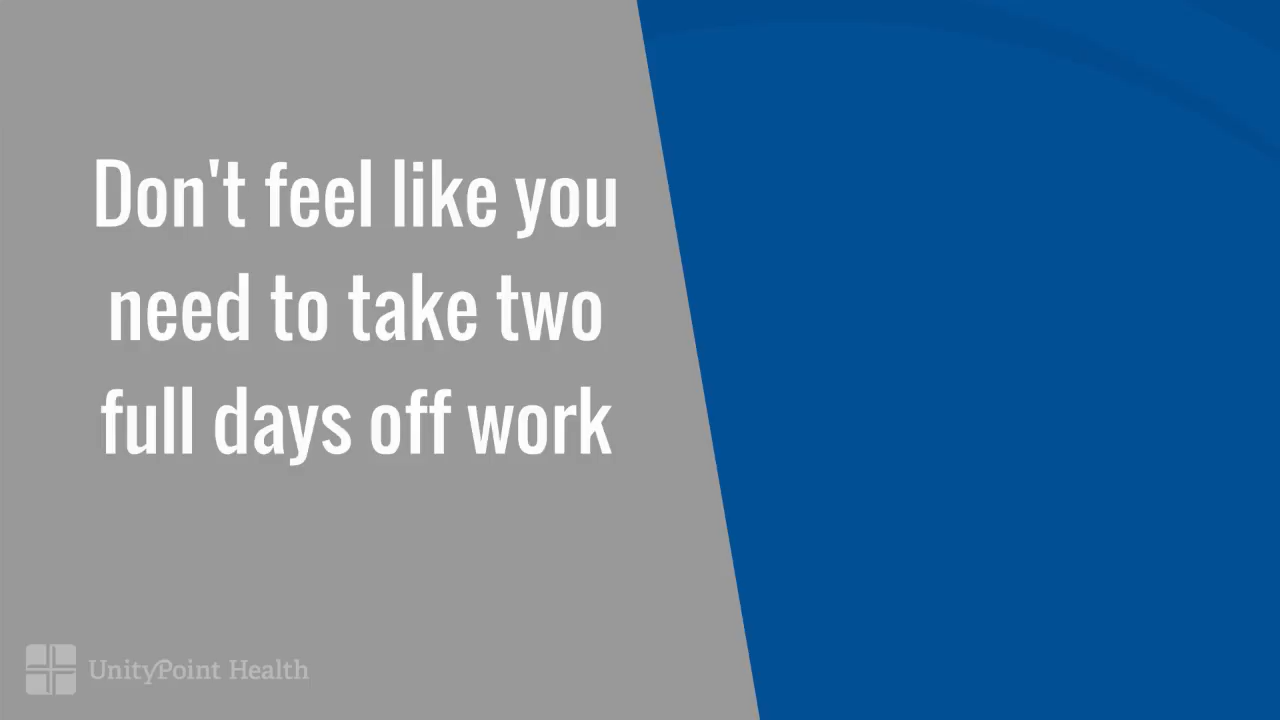 Don't feel like you
need to take two
full days off work
UnityPoint Health